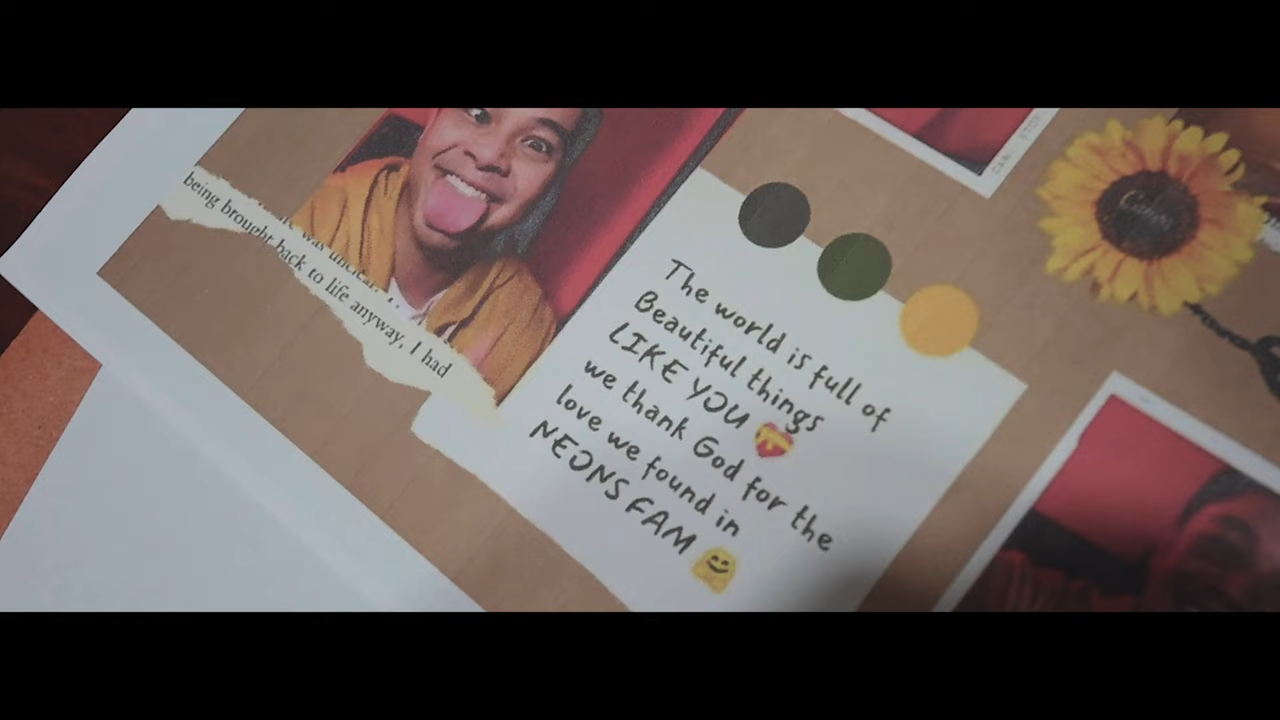 being brought back to life anyway, I had
The world is full of
Beautiful things
LIKE YOU 💝
we thank God for the
love we found in
NEONS FAM 🤗